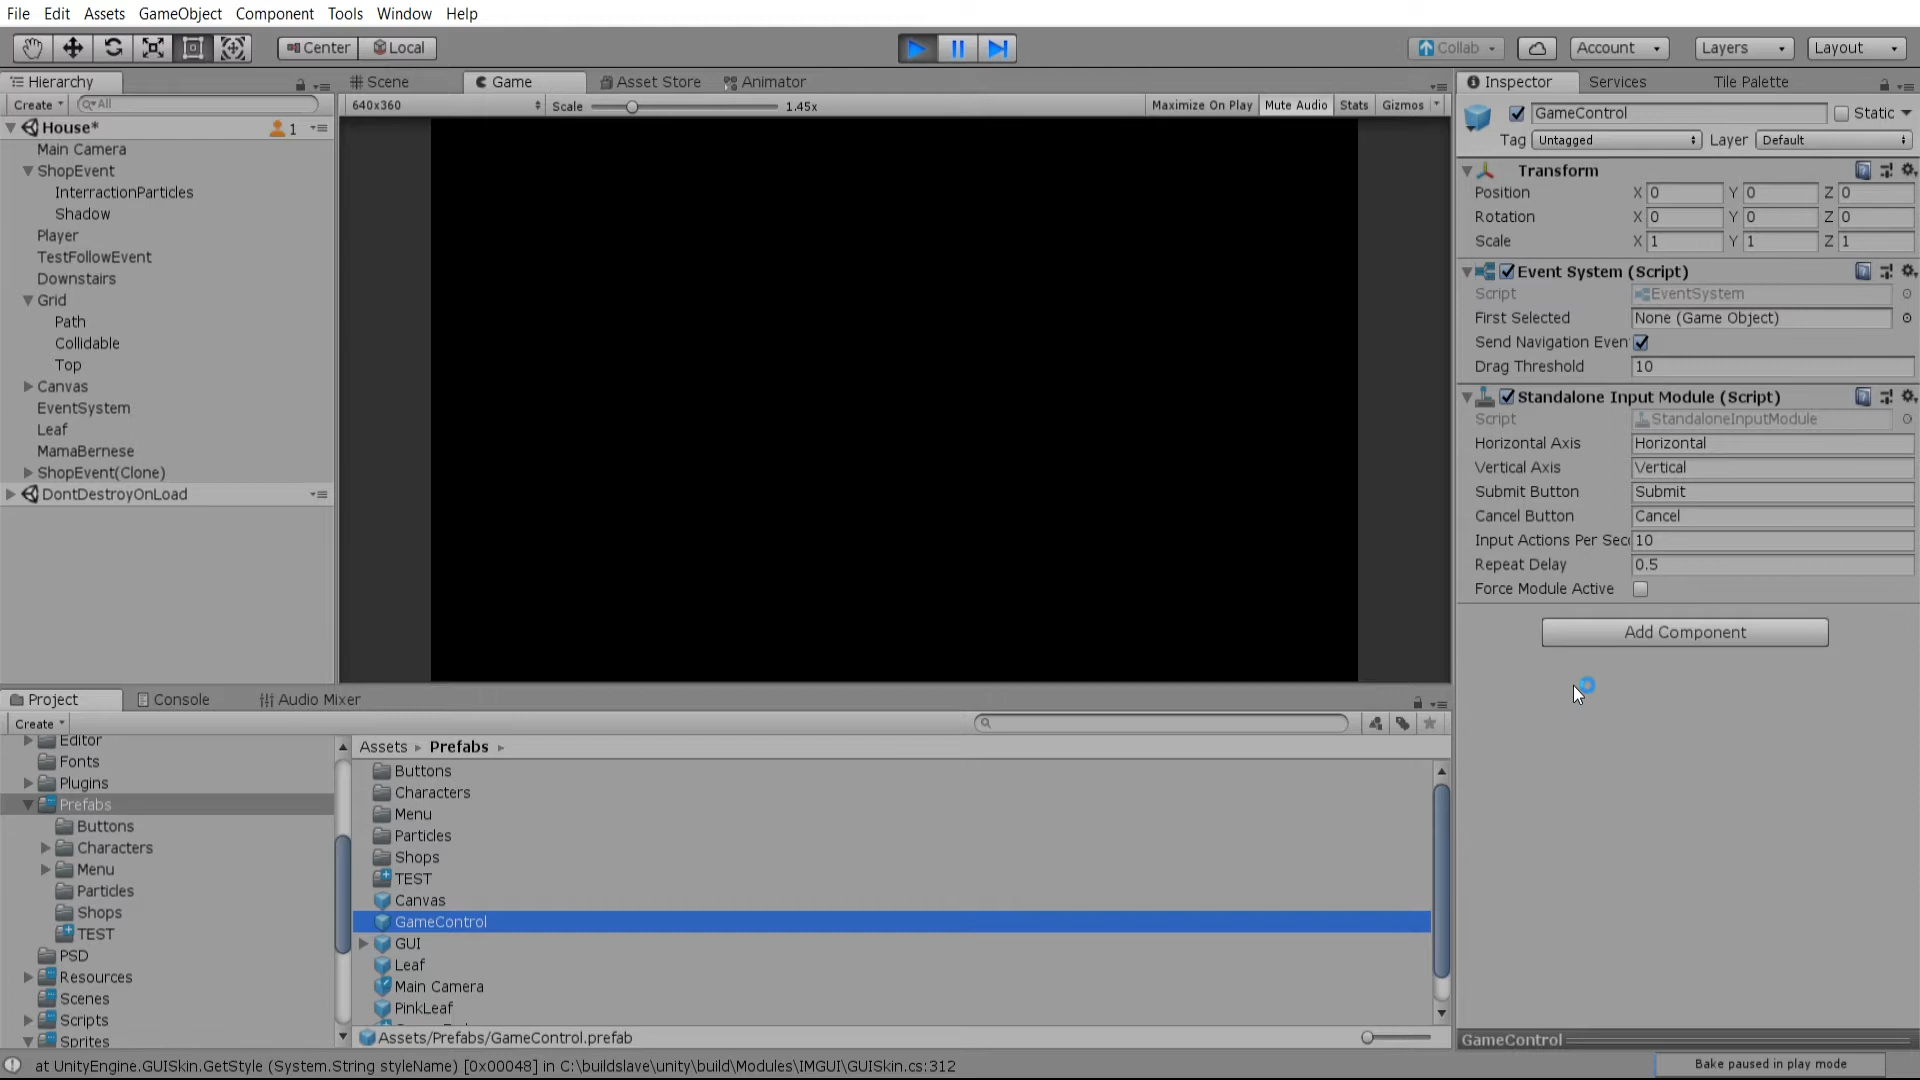 File Edit Assets GameObject Component Tools Window Help
Center Local Collab Account Layers Layout
Hierarchy
Create All
House* 1
Main Camera
ShopEvent
InterractionParticles
Shadow
Player
TestFollowEvent
Downstairs
Grid
Path
Collidable
Top
Canvas
EventSystem
Leaf
MamaBernese
ShopEvent(Clone)
DontDestroyOnLoad
Scene Game Asset Store Animator
640x360 Scale 1.45x Maximize On Play Mute Audio Stats Gizmos
Inspector Services Tile Palette
GameControl Static
Tag Untagged Layer Default
Transform
Position X 0 Y 0 Z 0
Rotation X 0 Y 0 Z 0
Scale X 1 Y 1 Z 1
Event System (Script)
Script EventSystem
First Selected None (Game Object)
Send Navigation Even
Drag Threshold 10
Standalone Input Module (Script)
Script StandaloneInputModule
Horizontal Axis Horizontal
Vertical Axis Vertical
Submit Button Submit
Cancel Button Cancel
Input Actions Per Sec 10
Repeat Delay 0.5
Force Module Active
Add Component
Project Console Audio Mixer
Create
Editor
Fonts
Plugins
Prefabs
Buttons
Characters
Menu
Particles
Shops
TEST
PSD
Resources
Scenes
Scripts
Sprites
Assets Prefabs
Buttons
Characters
Menu
Particles
Shops
TEST
Canvas
GameControl
GUI
Leaf
Main Camera
PinkLeaf
Assets/Prefabs/GameControl.prefab
GameControl
at UnityEngine.GUISkin.GetStyle (System.String styleName) [0x00048] in C:\buildslave\unity\build\Modules\IMGUI\GUISkin.cs:312
Bake paused in play mode